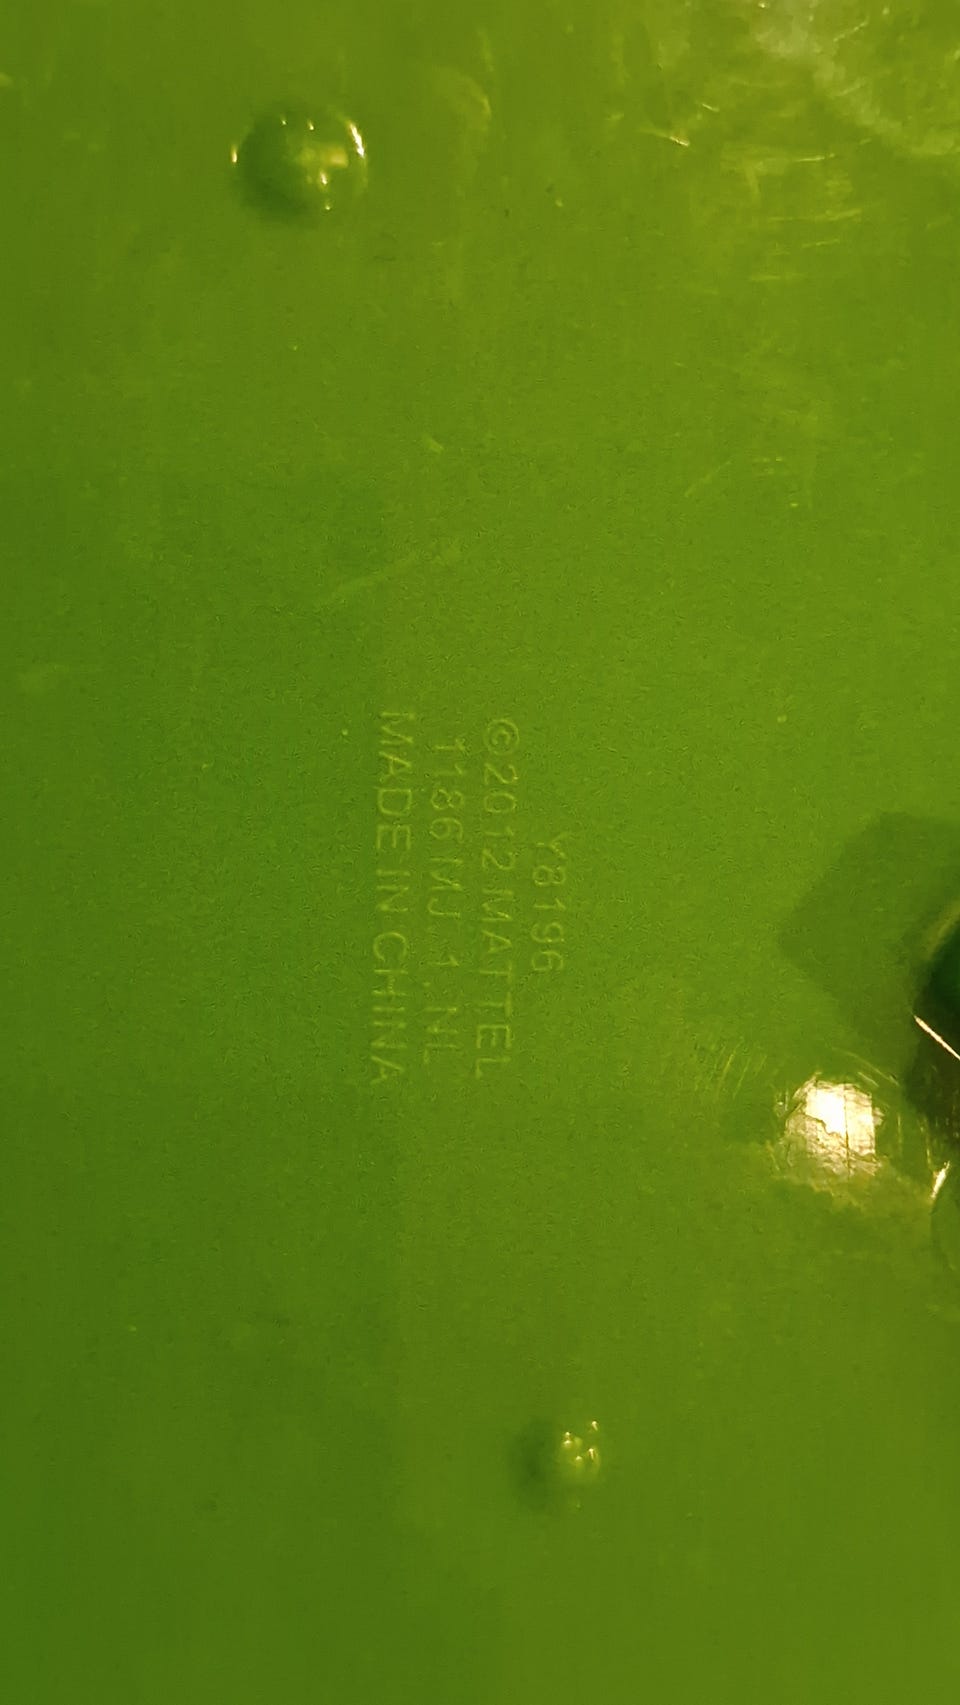 Y8196
©2012 MATTEL
1186 MJ, 1, NL
MADE IN CHINA